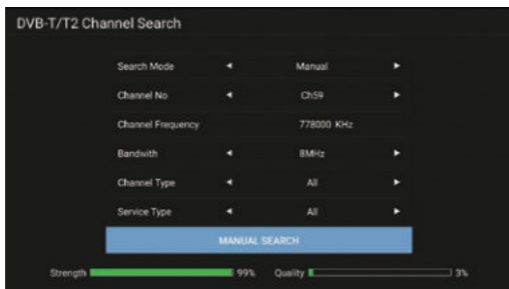 DVB-T/T2 Channel Search
Search Mode Manual
Channel No Ch59
Channel Frequency 778000 KHz
Bandwith 8MHz
Channel Type All
Service Type All
MANUAL SEARCH
Strength 99% Quality 3%